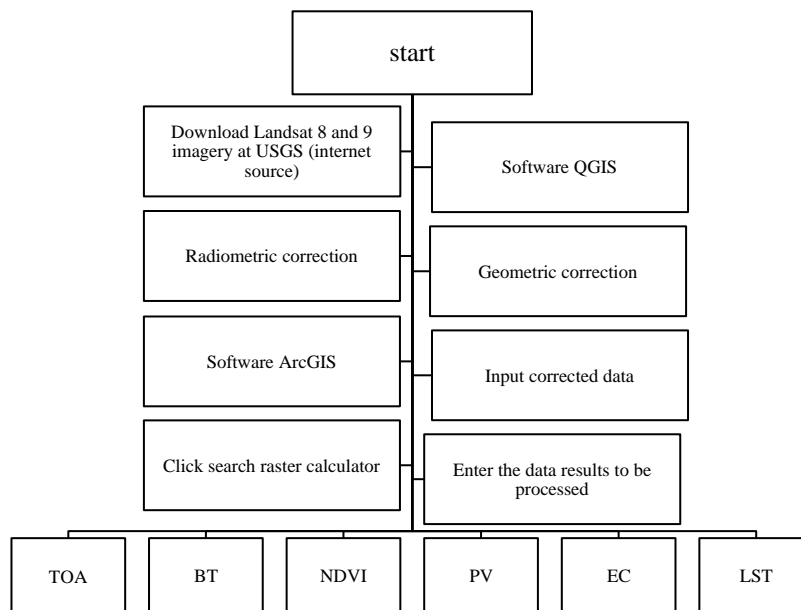 start
Download Landsat 8 and 9
imagery at USGS (internet
source)
Software QGIS
Radiometric correction
Geometric correction
Software ArcGIS
Input corrected data
Click search raster calculator
Enter the data results to be
processed
TOA
BT
NDVI
PV
EC
LST